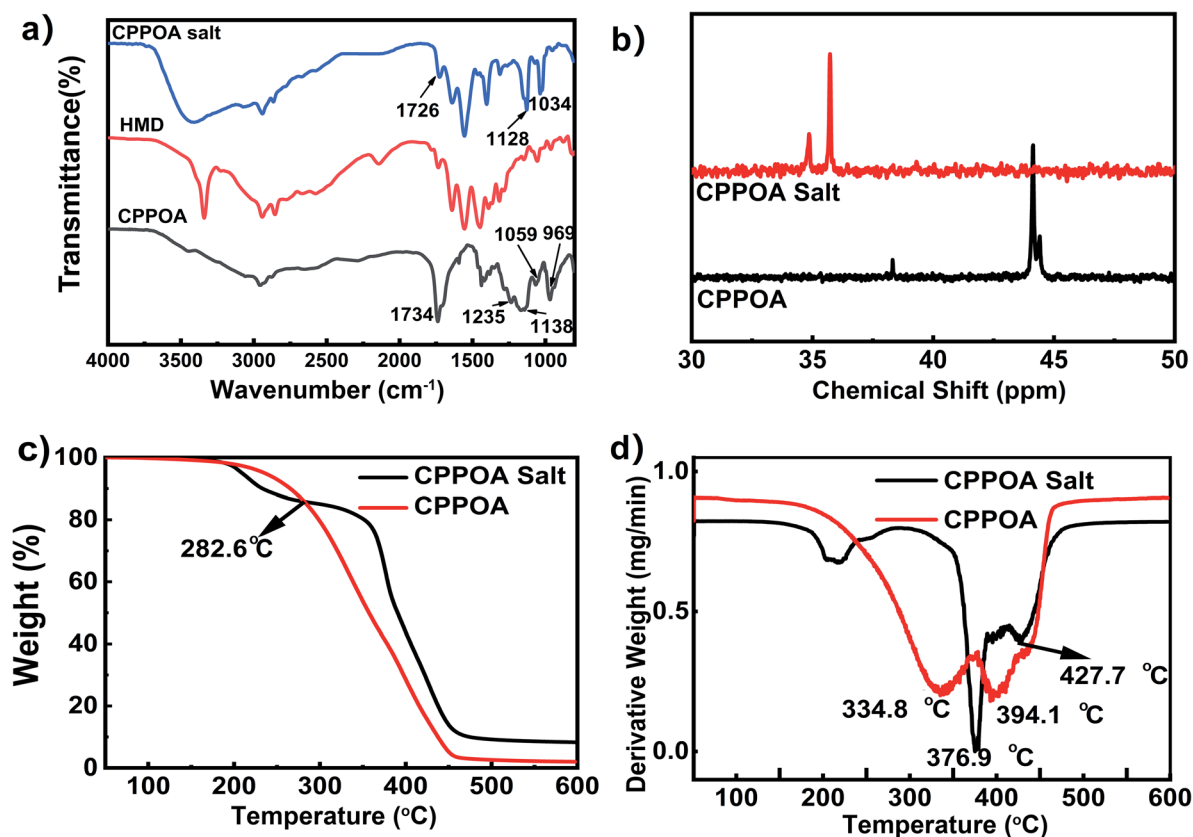 a)
CPPOA salt
HMD
CPPOA
1726
1128
1034
1734
1235
1059
1138
969
Transmittance(%)
4000 3500 3000 2500 2000 1500 1000
Wavenumber (cm-1)
b)
CPPOA Salt
CPPOA
30 35 40 45 50
Chemical Shift (ppm)
c)
CPPOA Salt
CPPOA
282.6 °C
Weight (%)
100
80
60
40
20
0
100 200 300 400 500 600
Temperature (°C)
d)
CPPOA Salt
CPPOA
334.8 °C
376.9 °C
394.1 °C
427.7 °C
Derivative Weight (mg/min)
1.0
0.5
0.0
100 200 300 400 500 600
Temperature (°C)